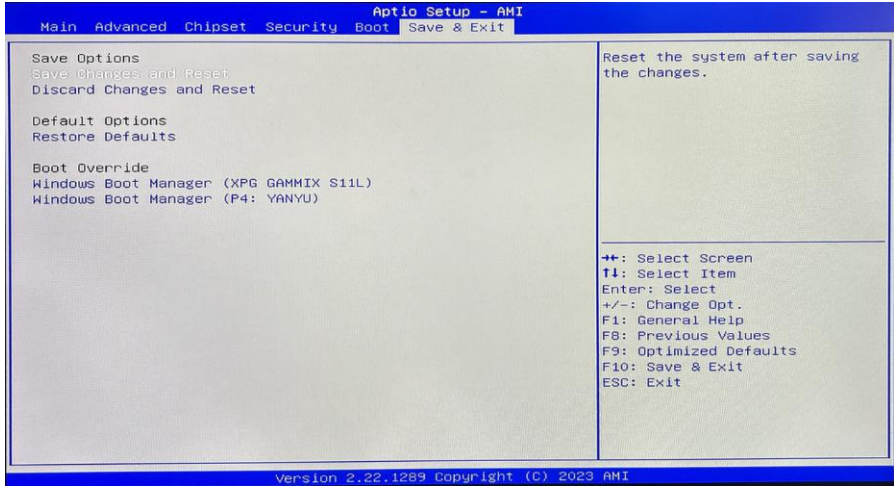 Aptio Setup - AMI
Main Advanced Chipset Security Boot Save & Exit
Save Options
Save Changes and Reset
Discard Changes and Reset
Default Options
Restore Defaults
Boot Override
Windows Boot Manager (XPG GAMMIX S11L)
Windows Boot Manager (P4: YANYU)
Reset the system after saving
the changes.
→←: Select Screen
↑↓: Select Item
Enter: Select
+/-: Change Opt.
F1: General Help
F8: Previous Values
F9: Optimized Defaults
F10: Save & Exit
ESC: Exit
Version 2.22.1289 Copyright (C) 2023 AMI